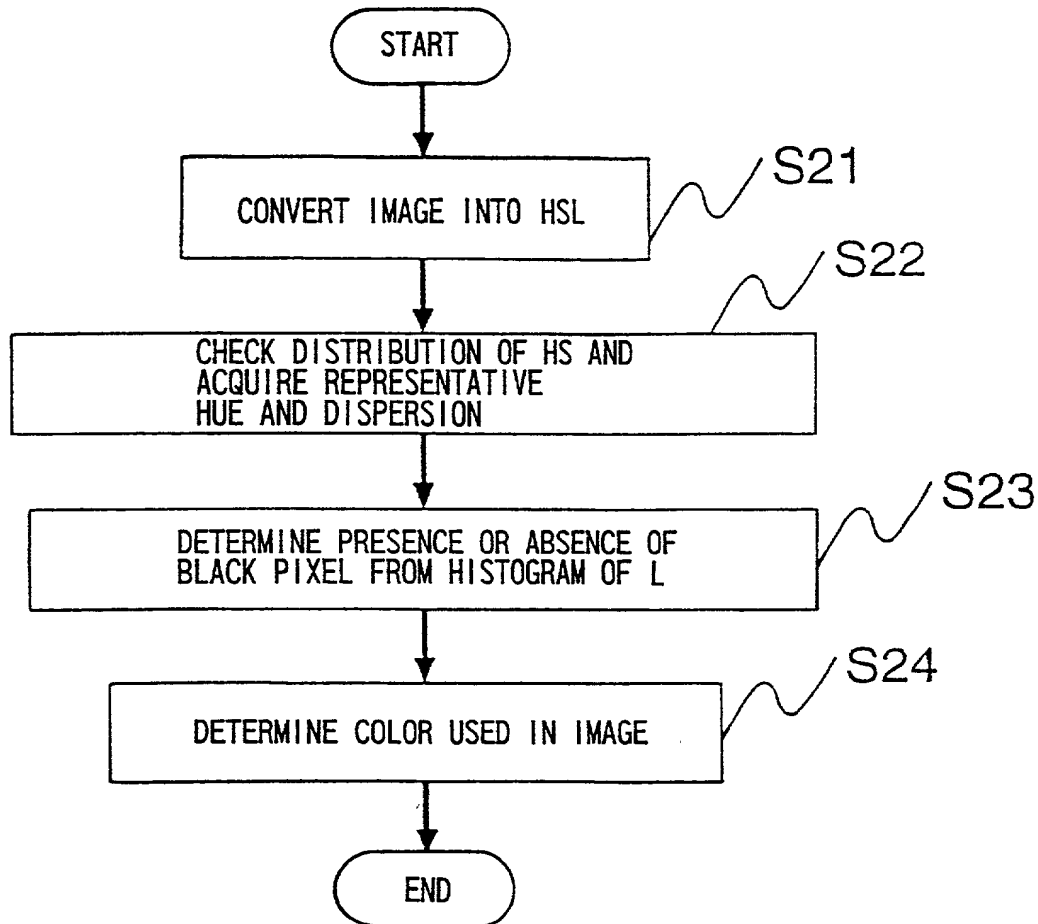 START
S21
CONVERT IMAGE INTO HSL
S22
CHECK DISTRIBUTION OF HS AND
ACQUIRE REPRESENTATIVE
HUE AND DISPERSION
S23
DETERMINE PRESENCE OR ABSENCE OF
BLACK PIXEL FROM HISTOGRAM OF L
S24
DETERMINE COLOR USED IN IMAGE
END